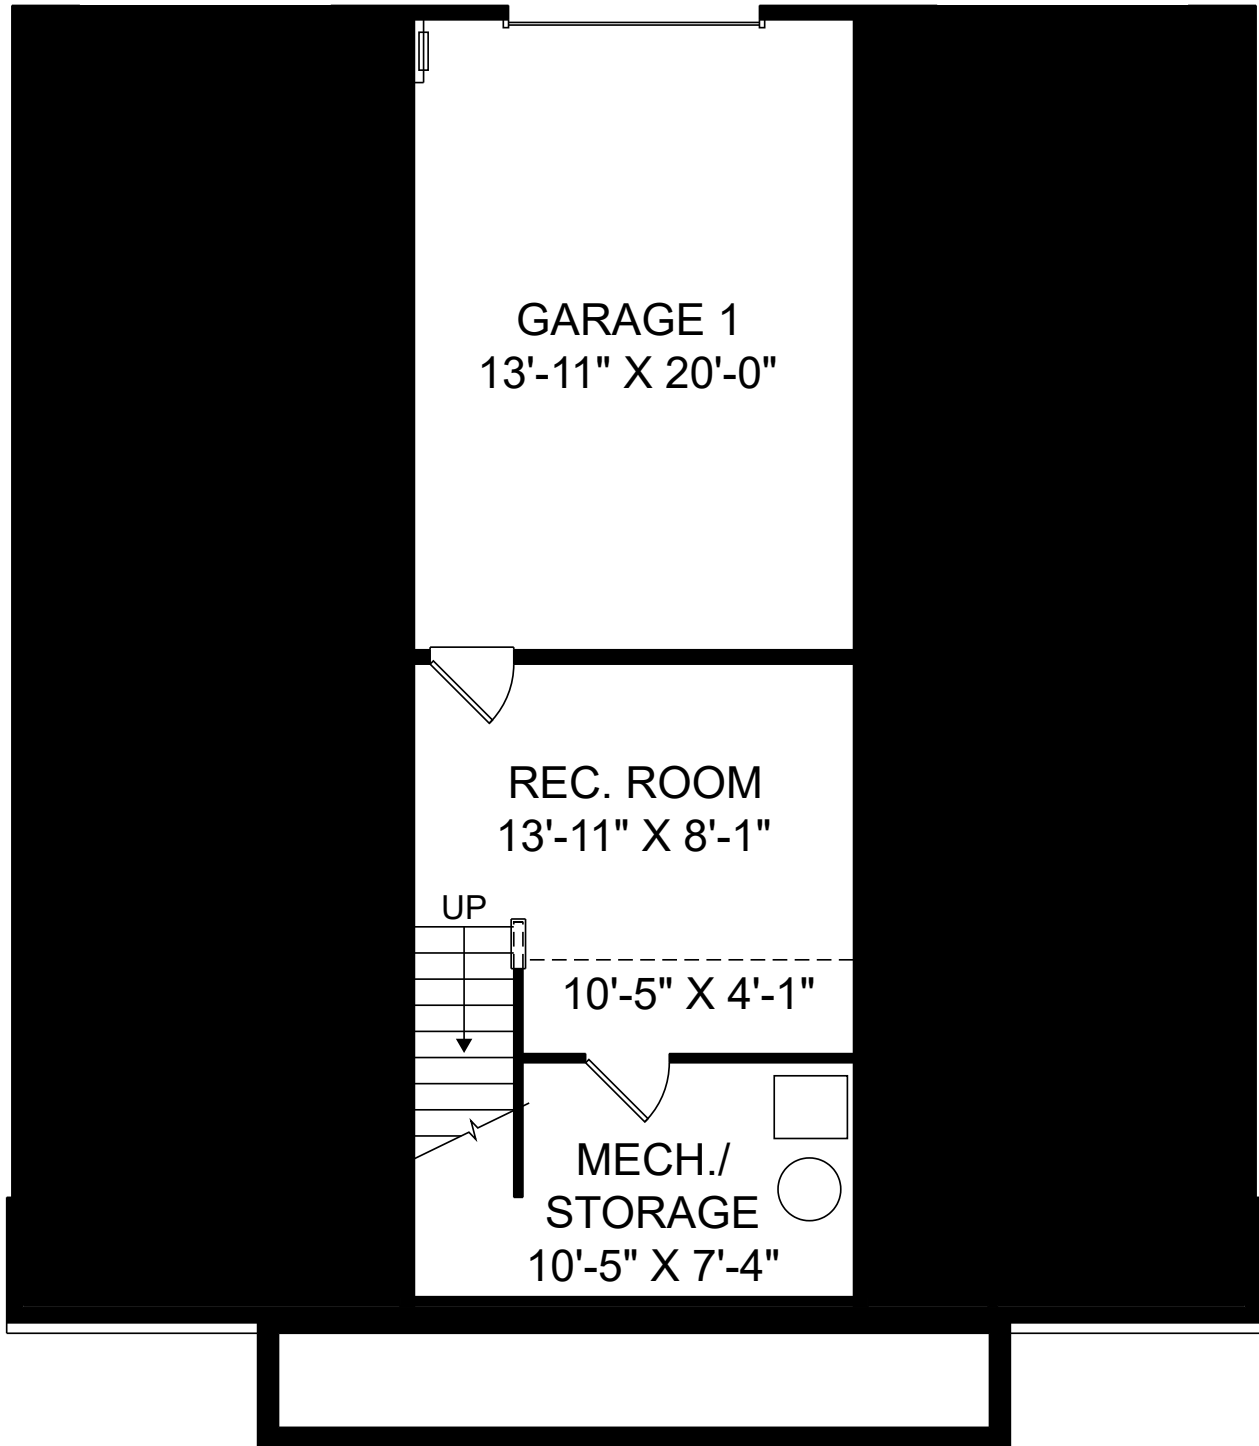 GARAGE 1
13'-11" X 20'-0"
REC. ROOM
13'-11" X 8'-1"
UP
10'-5" X 4'-1"
MECH./
STORAGE
10'-5" X 7'-4"